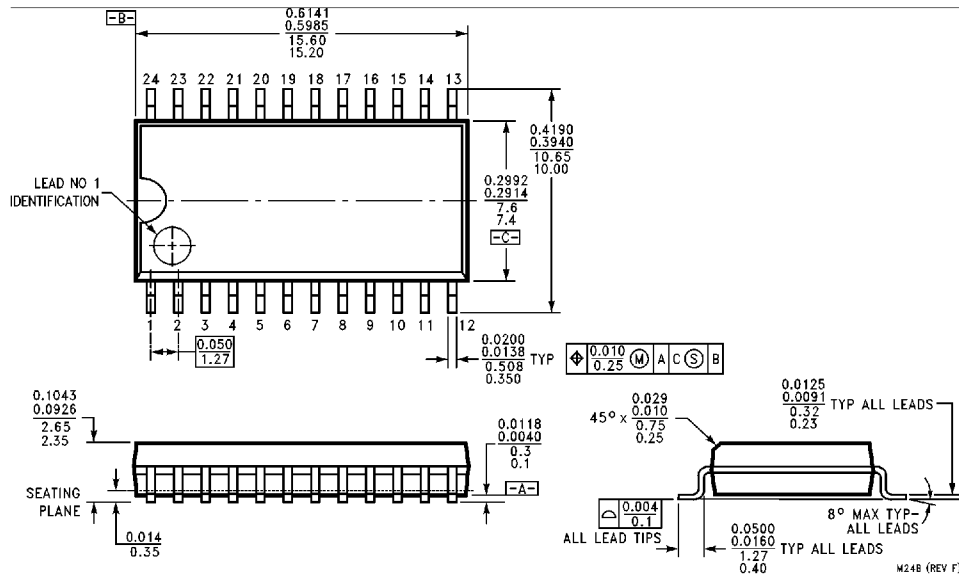 -B-
0.6141
0.5985
15.60
15.20
24 23 22 21 20 19 18 17 16 15 14 13
0.4190
0.3940
10.65
10.00
LEAD NO 1
IDENTIFICATION
0.2992
0.2914
7.6
7.4
-C-
1 2 3 4 5 6 7 8 9 10 11 12
0.050
1.27
0.0200
0.0138
0.508
0.350
TYP
⌖ 0.010 0.25 Ⓜ A C Ⓢ B
0.1043
0.0926
2.65
2.35
0.0118
0.0040
0.3
0.1
-A-
SEATING
PLANE
0.014
0.35
45° x
0.029
0.010
0.75
0.25
0.0125
0.0091
0.32
0.23
TYP ALL LEADS
0.004
0.1
ALL LEAD TIPS
8° MAX TYP-
ALL LEADS
0.0500
0.0160
1.27
0.40
TYP ALL LEADS
M24B (REV F)